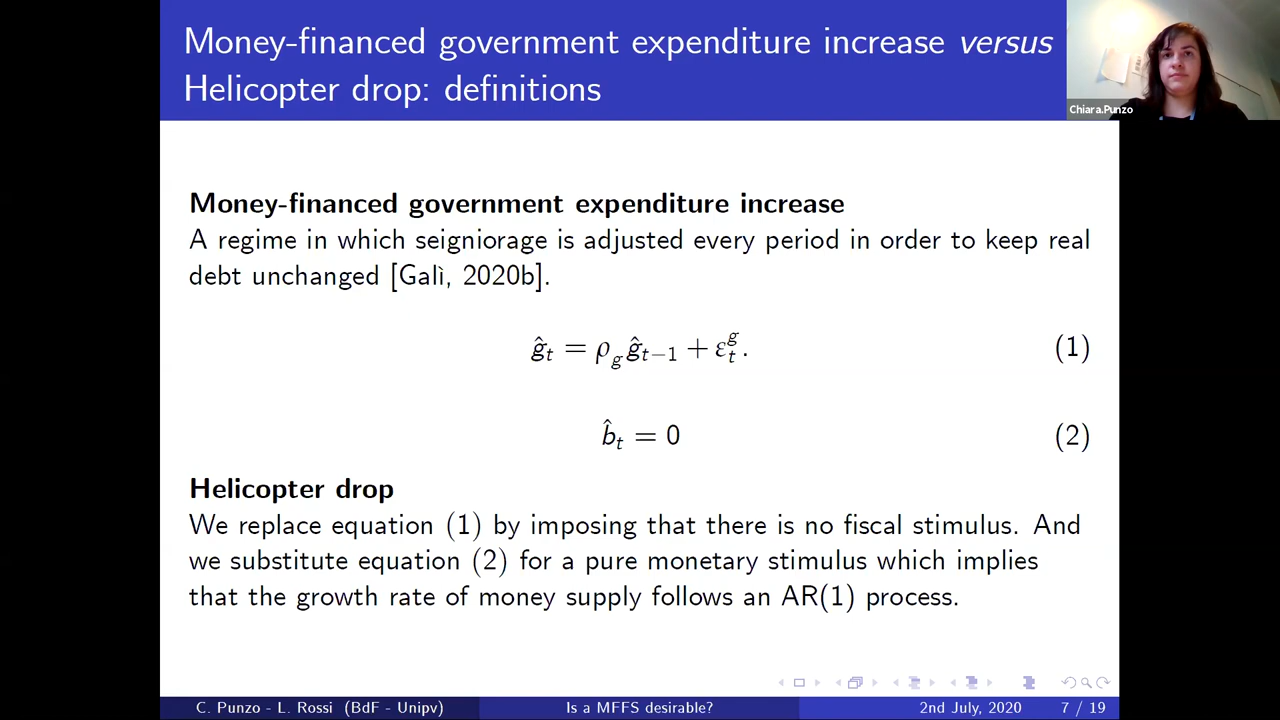 Money-financed government expenditure increase versus
Helicopter drop: definitions
Chiara.Punzo
Money-financed government expenditure increase
A regime in which seigniorage is adjusted every period in order to keep real
debt unchanged [Galì, 2020b].
ĝₜ = ρ_g ĝₜ₋₁ + εₜᵍ. (1)
b̂ₜ = 0 (2)
Helicopter drop
We replace equation (1) by imposing that there is no fiscal stimulus. And
we substitute equation (2) for a pure monetary stimulus which implies
that the growth rate of money supply follows an AR(1) process.
C. Punzo - L. Rossi (BdF - Unipv) Is a MFFS desirable? 2nd July, 2020 7 / 19